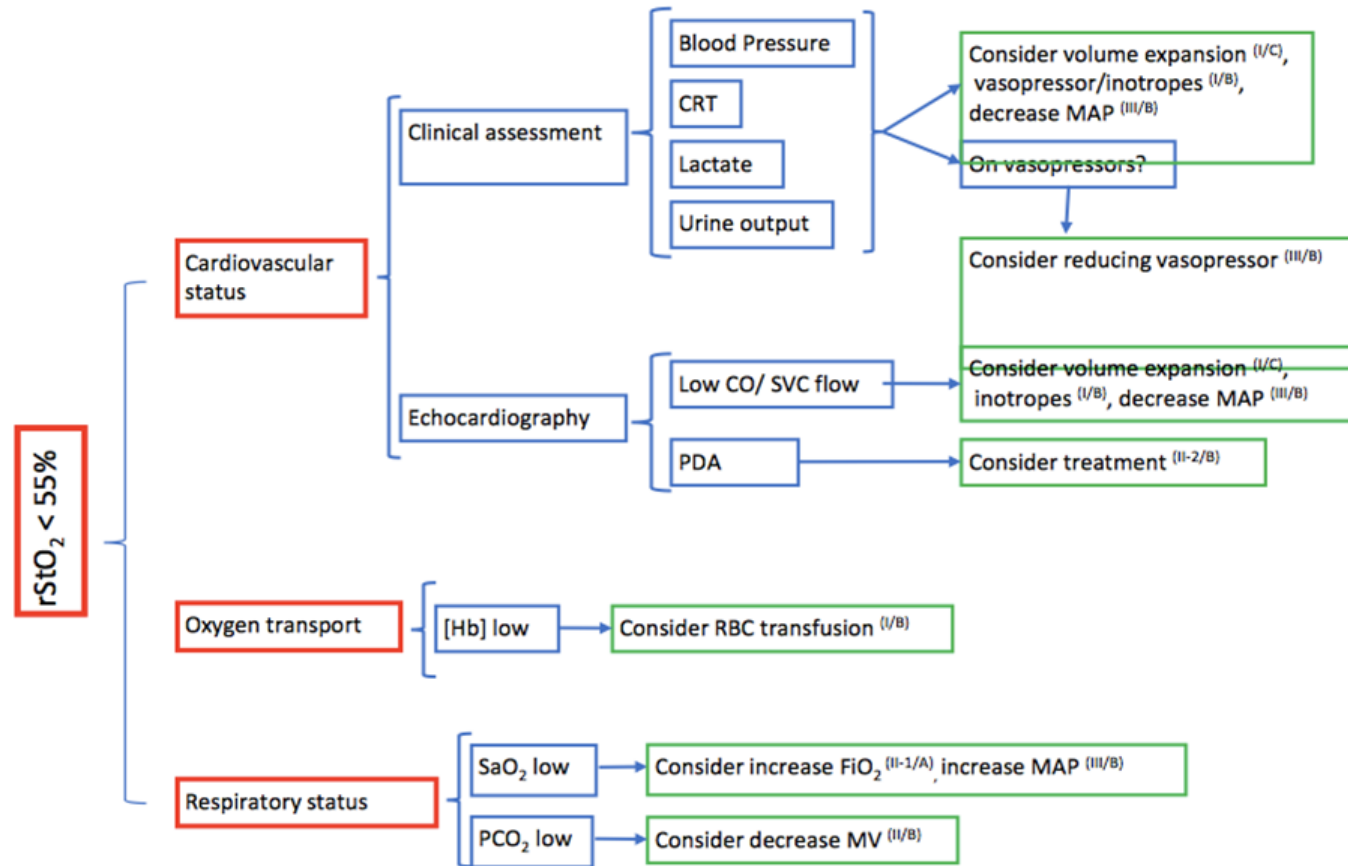 rStO₂ < 55%
Cardiovascular
status
Clinical assessment
Blood Pressure
CRT
Lactate
Urine output
Consider volume expansion (I/C),
vasopressor/inotropes (I/B),
decrease MAP (III/B)
On vasopressors?
Consider reducing vasopressor (III/B)
Echocardiography
Low CO/ SVC flow
Consider volume expansion (I/C),
inotropes (I/B), decrease MAP (III/B)
PDA
Consider treatment (II-2/B)
Oxygen transport
[Hb] low
Consider RBC transfusion (I/B)
Respiratory status
SaO₂ low
Consider increase FiO₂ (II-1/A), increase MAP (III/B)
PCO₂ low
Consider decrease MV (II/B)